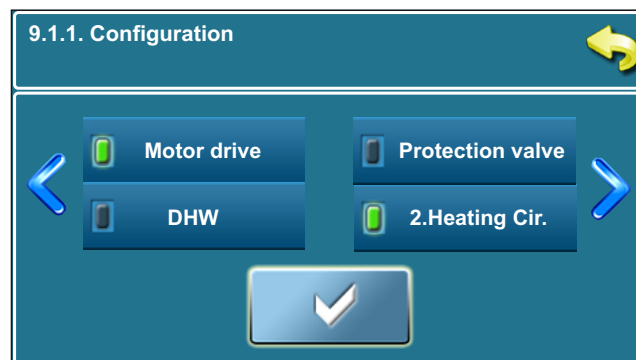 9.1.1. Configuration
Motor drive
Protection valve
DHW
2.Heating Cir.